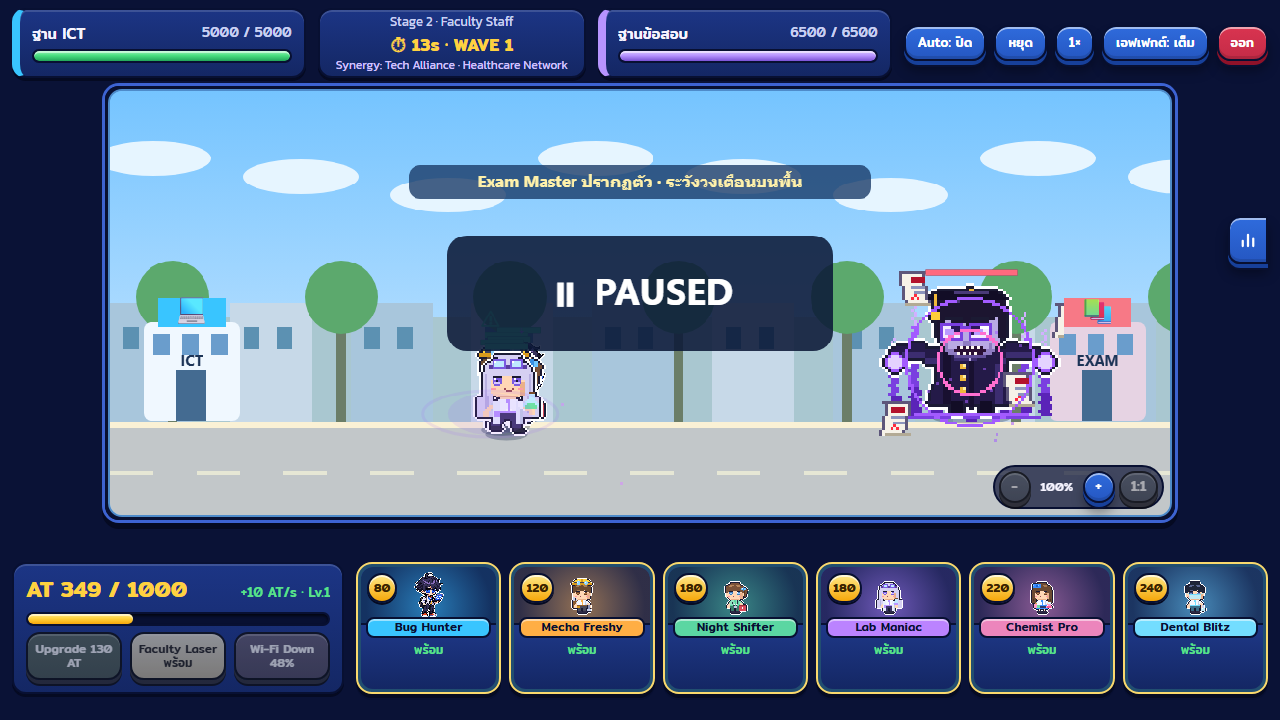 ฐาน ICT
5000 / 5000
Stage 2 · Faculty Staff
⏱ 13s · WAVE 1
Synergy: Tech Alliance · Healthcare Network
ฐานข้อสอบ
6500 / 6500
Auto: ปิด
หยุด
1×
เอฟเฟกต์: เต็ม
ออก
Exam Master ปรากฏตัว · ระวังวงเตือนบนพื้น
⏸ PAUSED
ICT
EXAM
− 100% + 1:1
AT 349 / 1000
+10 AT/s · Lv.1
Upgrade 130
AT
Faculty Laser
พร้อม
Wi-Fi Down
48%
80
Bug Hunter
พร้อม
120
Mecha Freshy
พร้อม
180
Night Shifter
พร้อม
180
Lab Maniac
พร้อม
220
Chemist Pro
พร้อม
240
Dental Blitz
พร้อม